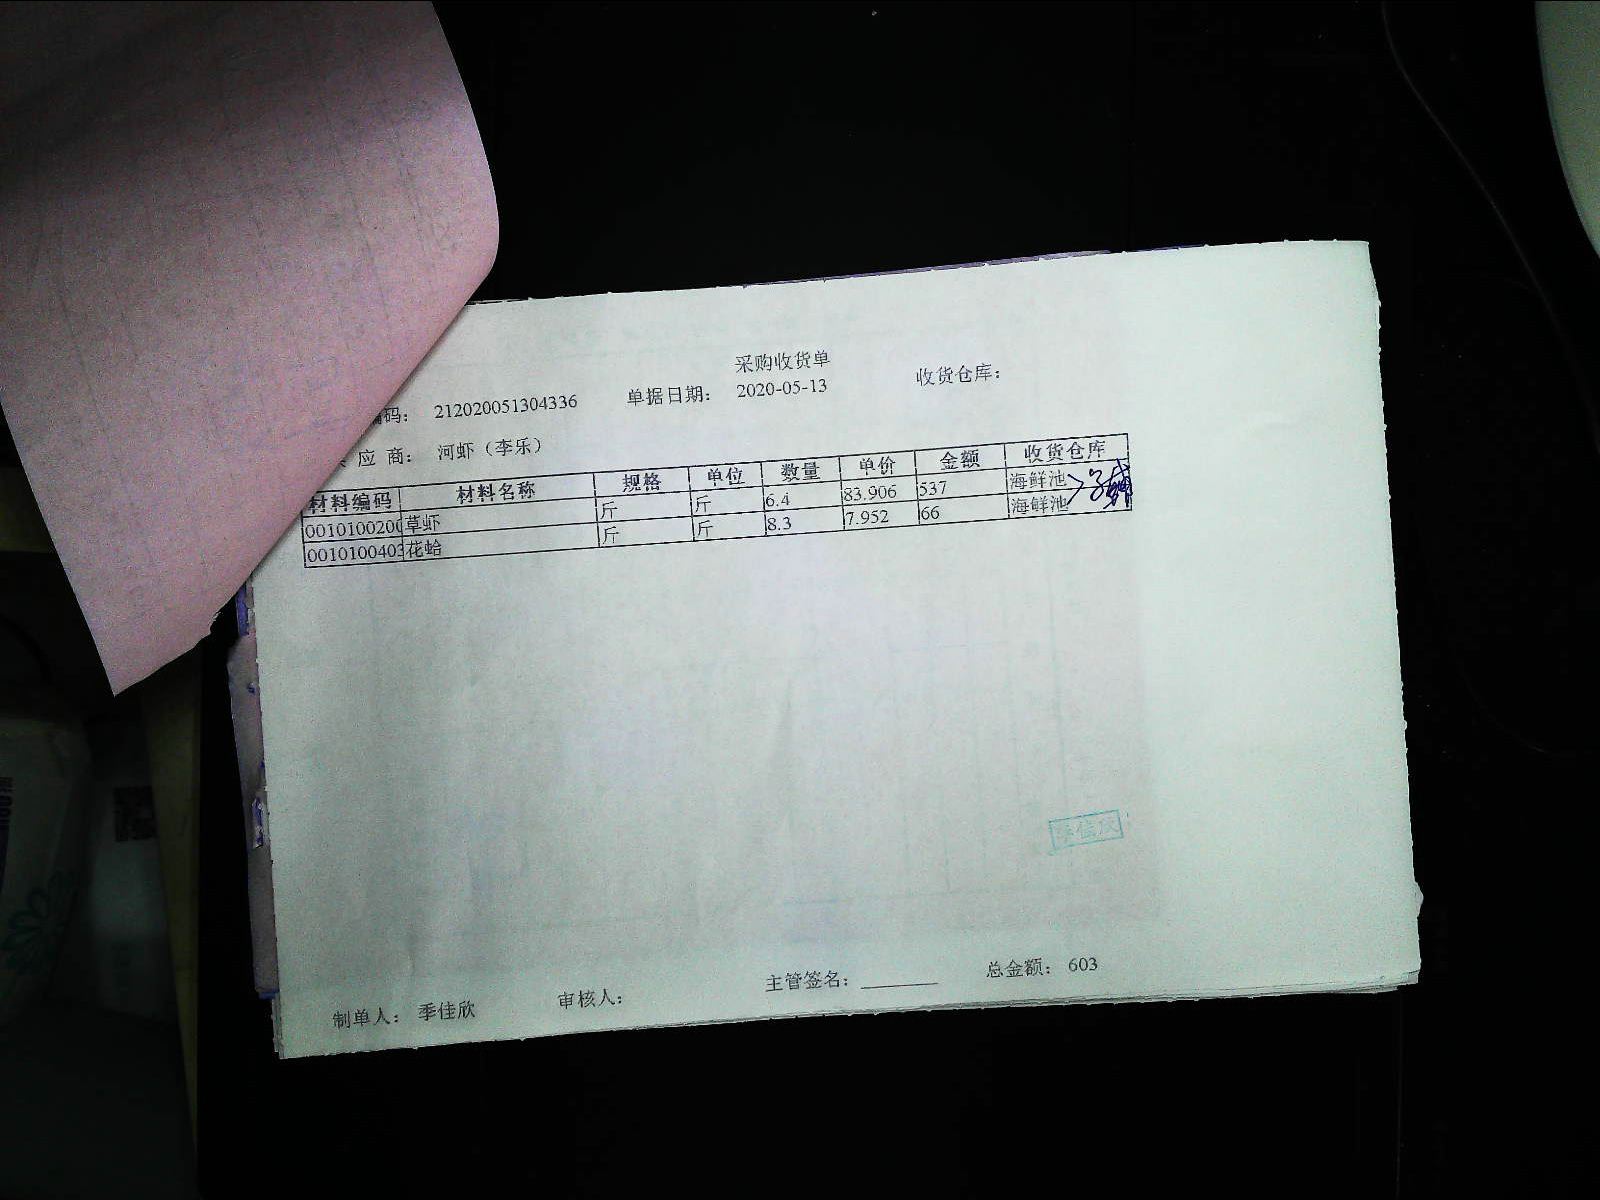 采购收货单
编码： 212020051304336 单据日期： 2020-05-13 收货仓库：
应 商： 河虾（李乐）
材料编码 材料名称 规格 单位 数量 单价 金额 收货仓库
0010100200 草虾 斤 斤 6.4 83.906 537 海鲜池
0010100403 花蛤 斤 斤 8.3 7.952 66 海鲜池
季佳欣
制单人： 季佳欣 审核人： 主管签名： 总金额： 603